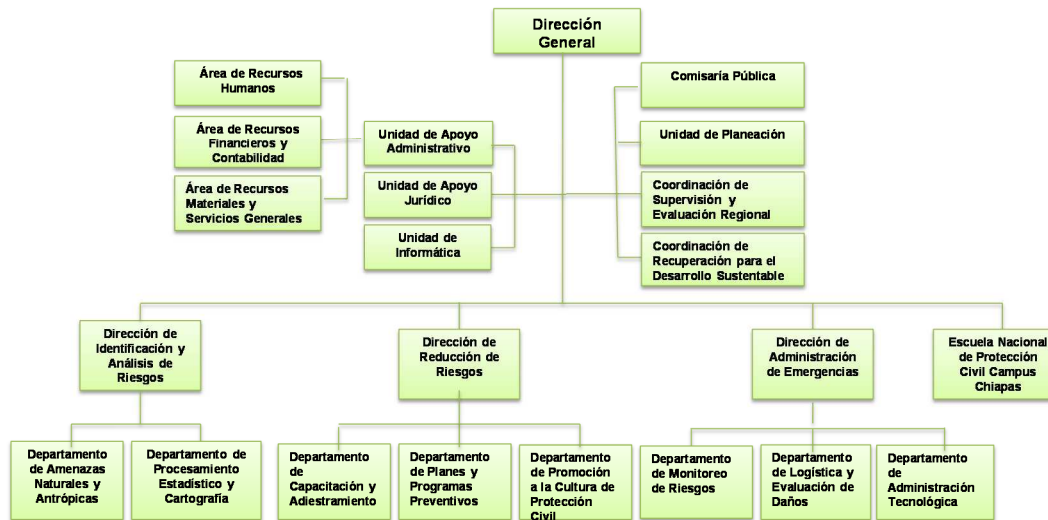 Dirección
General
Área de Recursos
Humanos
Área de Recursos
Financieros y
Contabilidad
Área de Recursos
Materiales y
Servicios Generales
Unidad de Apoyo
Administrativo
Unidad de Apoyo
Jurídico
Unidad de
Informática
Comisaría Pública
Unidad de Planeación
Coordinación de
Supervisión y
Evaluación Regional
Coordinación de
Recuperación para el
Desarrollo Sustentable
Dirección de
Identificación y
Análisis de
Riesgos
Dirección de
Reducción de
Riesgos
Dirección de
Administración
de Emergencias
Escuela Nacional
de Protección
Civil Campus
Chiapas
Departamento
de Amenazas
Naturales y
Antrópicas
Departamento de
Procesamiento
Estadístico y
Cartografía
Departamento
de
Capacitación y
Adiestramiento
Departamento
de Planes y
Programas
Preventivos
Departamento
de Promoción
a la Cultura de
Protección
Civil
Departamento
de Monitoreo
de Riesgos
Departamento
de Logística y
Evaluación de
Daños
Departamento
de
Administración
Tecnológica